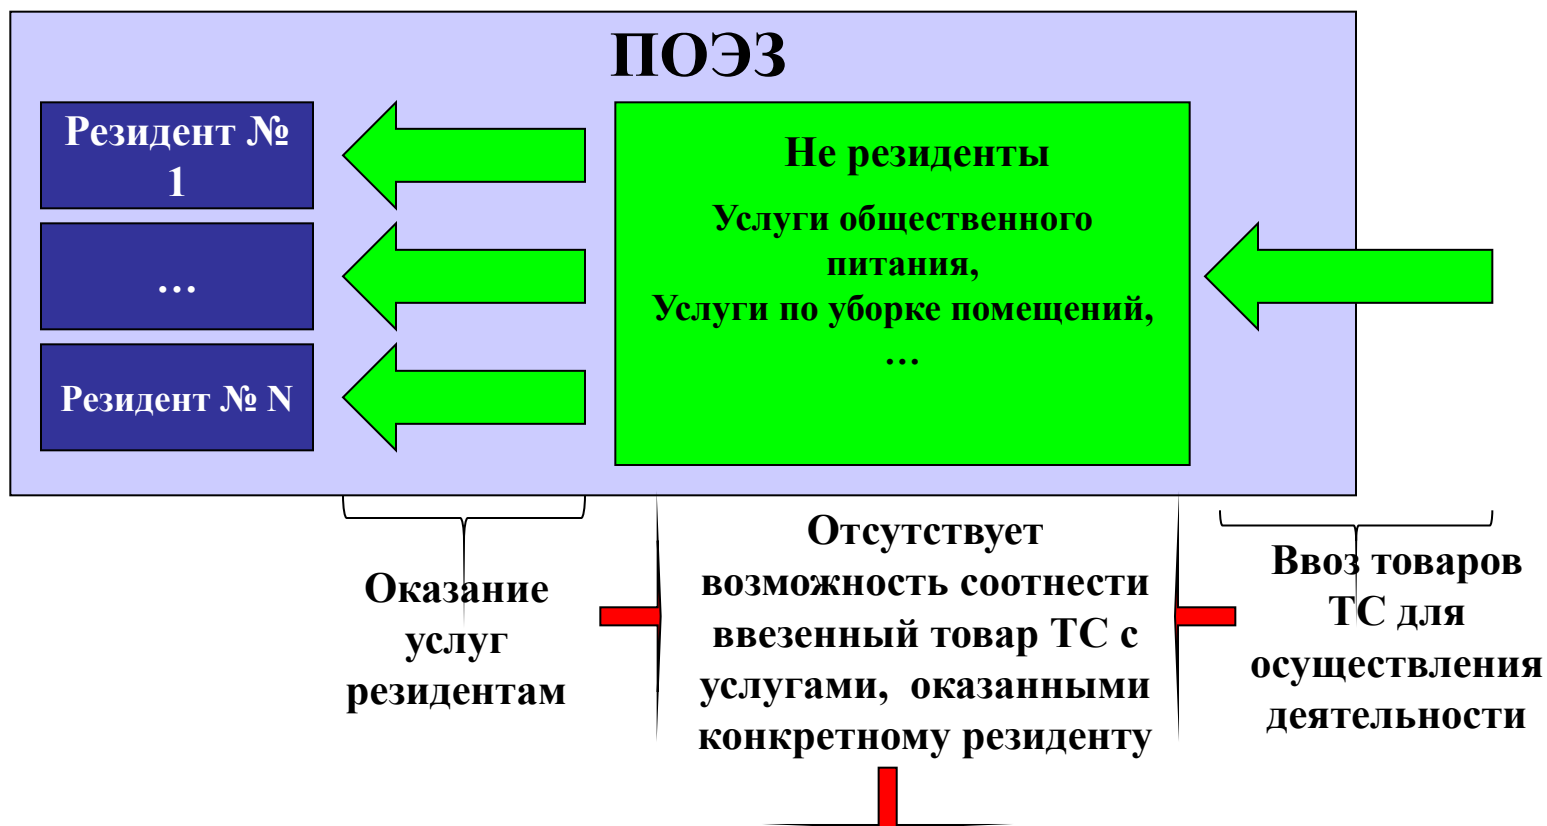 ПОЭЗ
Резидент №
1
…
Резидент № N
Не резиденты
Услуги общественного
питания,
Услуги по уборке помещений,
…
Оказание
услуг
резидентам
Отсутствует
возможность соотнести
ввезенный товар ТС с
услугами, оказанными
конкретному резиденту
Ввоз товаров
ТС для
осуществления
деятельности